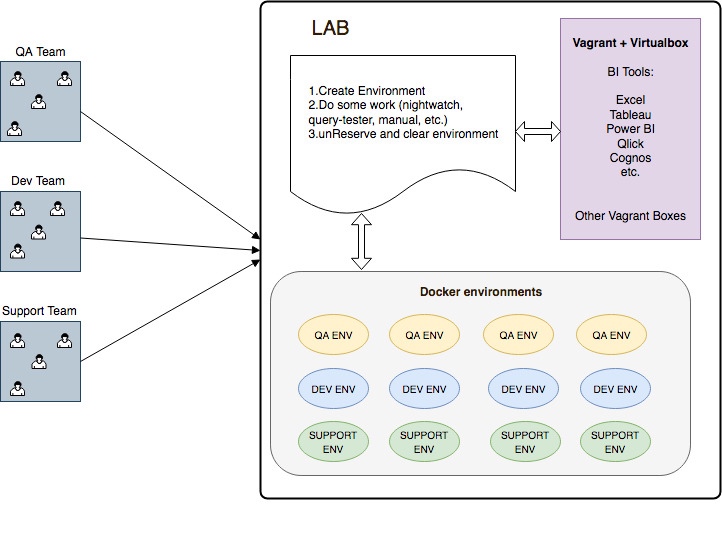 QA Team
Dev Team
Support Team
LAB
1.Create Environment
2.Do some work (nightwatch,
query-tester, manual, etc.)
3.unReserve and clear environment
Vagrant + Virtualbox
BI Tools:
Excel
Tableau
Power BI
Qlick
Cognos
etc.
Other Vagrant Boxes
Docker environments
QA ENV
QA ENV
QA ENV
QA ENV
DEV ENV
DEV ENV
DEV ENV
DEV ENV
SUPPORT
ENV
SUPPORT
ENV
SUPPORT
ENV
SUPPORT
ENV